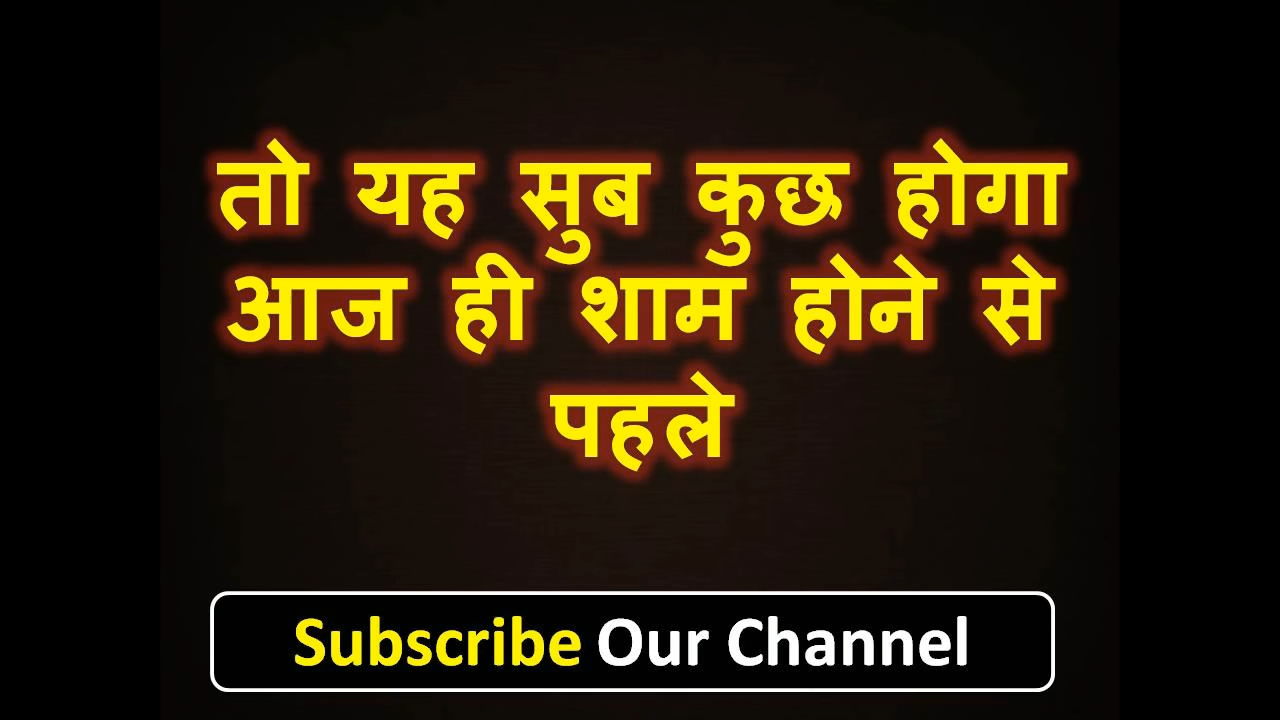 तो यह सुब कुछ होगा
आज ही शाम होने से
पहले
Subscribe Our Channel